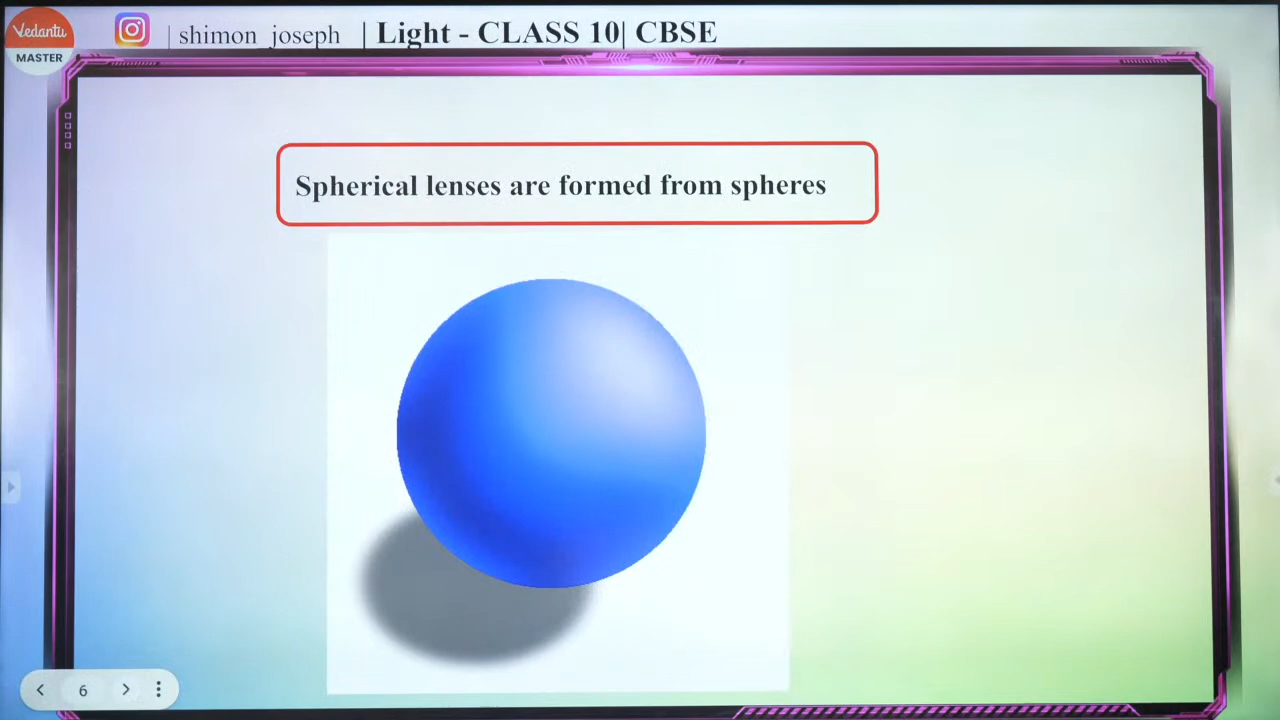 Vedantu
MASTER
| shimon_joseph | Light - CLASS 10| CBSE
Spherical lenses are formed from spheres
6